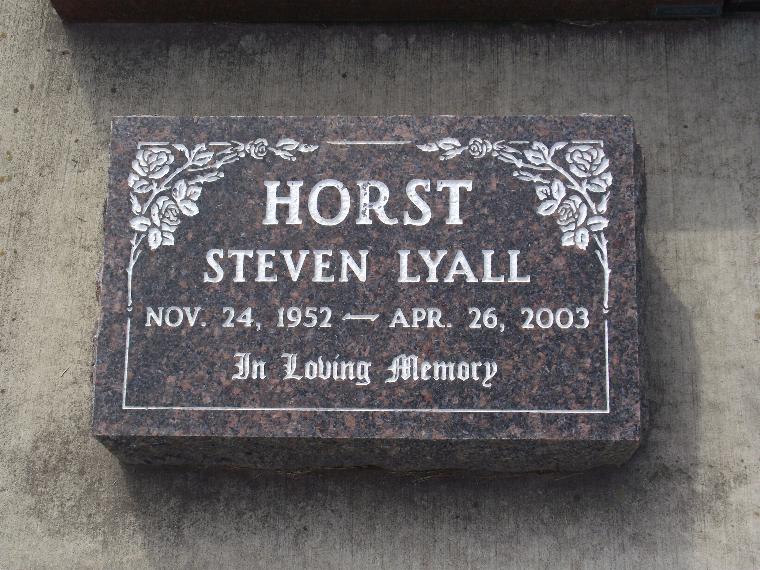 HORST
STEVEN LYALL
NOV. 24, 1952 — APR. 26, 2003
In Loving Memory